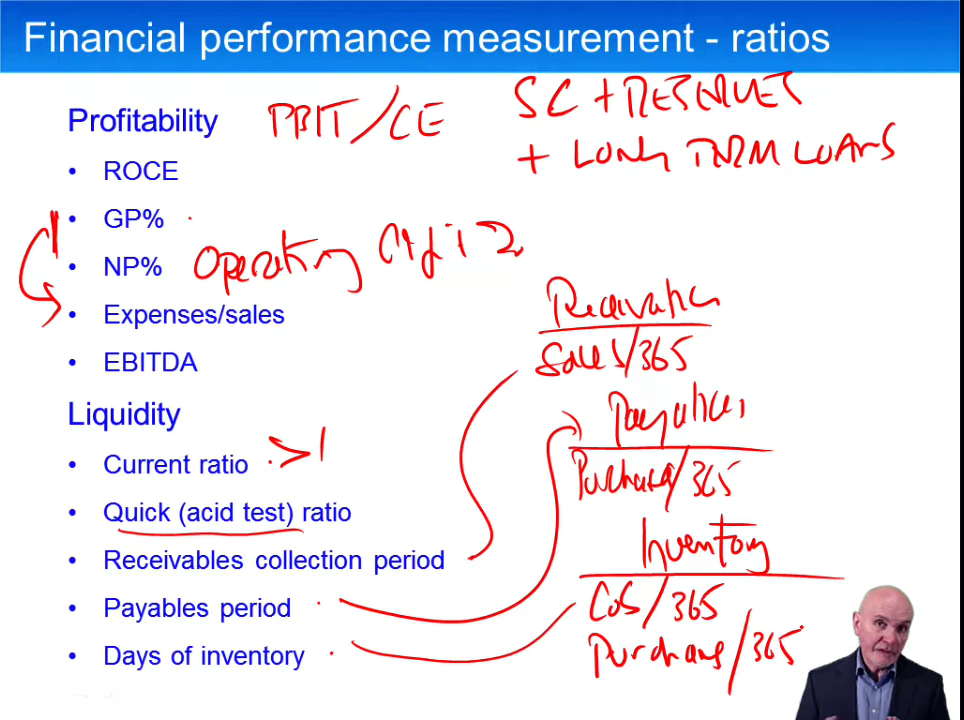 Financial performance measurement - ratios
Profitability PBIT/CE SC + RESERVES
+ LONG TERM LOANS
• ROCE
• GP%
• NP% Operating
• Expenses/sales
• EBITDA
Receivables
Sales/365
Liquidity
Payables
• Current ratio >1
Purchases/365
• Quick (acid test) ratio
Inventory
• Receivables collection period
• Payables period
CoS/365
• Days of inventory
Purchases/365